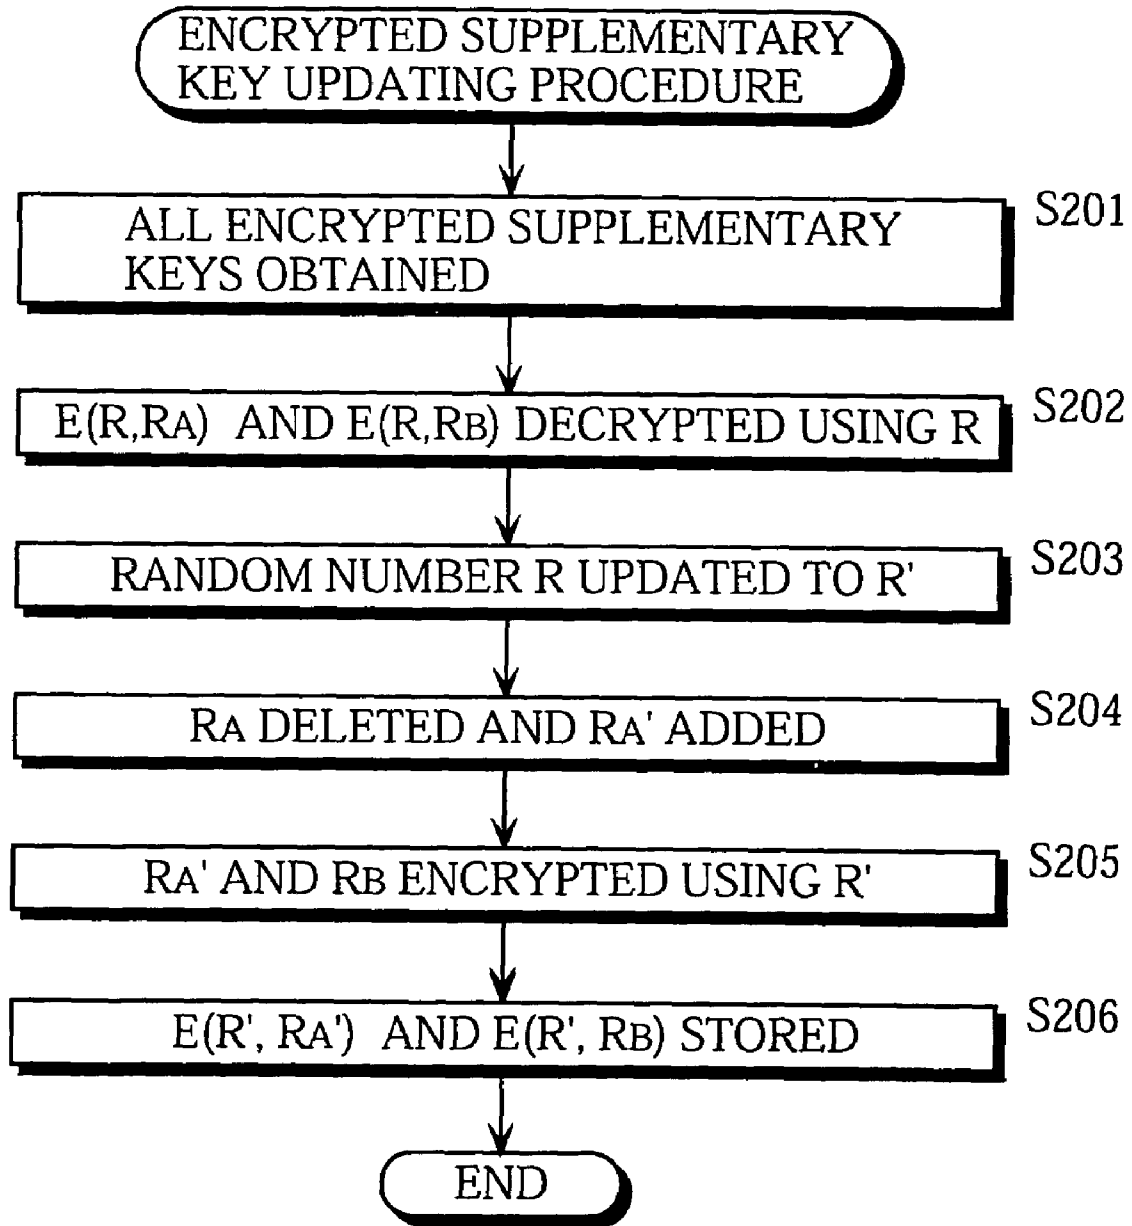 ENCRYPTED SUPPLEMENTARY
KEY UPDATING PROCEDURE
ALL ENCRYPTED SUPPLEMENTARY
KEYS OBTAINED
S201
E(R,RA) AND E(R,RB) DECRYPTED USING R
S202
RANDOM NUMBER R UPDATED TO R'
S203
RA DELETED AND RA' ADDED
S204
RA' AND RB ENCRYPTED USING R'
S205
E(R', RA') AND E(R', RB) STORED
S206
END